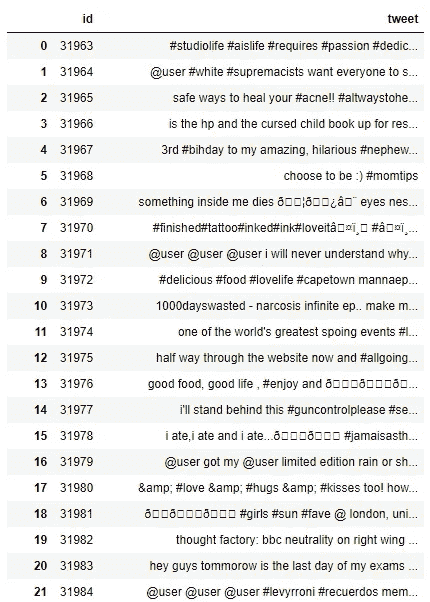 id tweet
0 31963 #studiolife #aislife #requires #passion #dedic...
1 31964 @user #white #supremacists want everyone to s...
2 31965 safe ways to heal your #acne!! #altwaystohe...
3 31966 is the hp and the cursed child book up for res...
4 31967 3rd #bihday to my amazing, hilarious #nephew...
5 31968 choose to be :) #momtips
6 31969 something inside me dies ð□□¦ð□□¿â□¨ eyes nes...
7 31970 #finished#tattoo#inked#ink#loveitâ□¤ï¸□ #â□¤ï¸...
8 31971 @user @user @user i will never understand why...
9 31972 #delicious #food #lovelife #capetown mannaep...
10 31973 1000dayswasted - narcosis infinite ep.. make m...
11 31974 one of the world's greatest spoing events #l...
12 31975 half way through the website now and #allgoing...
13 31976 good food, good life , #enjoy and ð□□□ð□□□ð□...
14 31977 i'll stand behind this #guncontrolplease #se...
15 31978 i ate,i ate and i ate...ð□□□ð□□□ #jamaisasth...
16 31979 @user got my @user limited edition rain or sh...
17 31980 &amp; #love &amp; #hugs &amp; #kisses too! how...
18 31981 ð□□ð□□□ð□□□ #girls #sun #fave @ london, uni...
19 31982 thought factory: bbc neutrality on right wing ...
20 31983 hey guys tommorow is the last day of my exams ...
21 31984 @user @user @user #levyrroni #recuerdos mem...